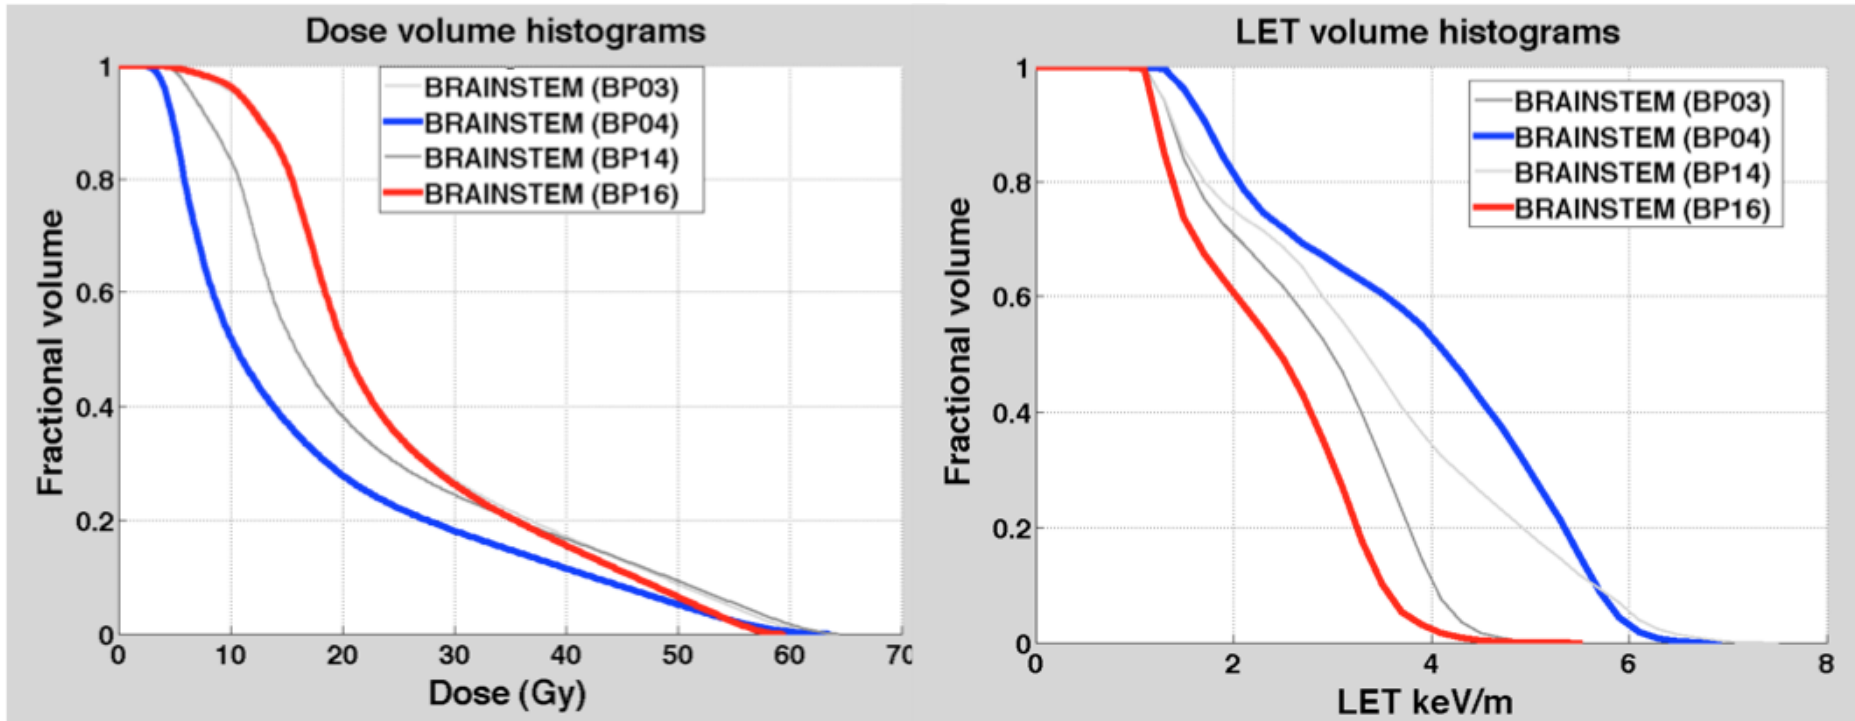 Dose volume histograms
BRAINSTEM (BP03)
BRAINSTEM (BP04)
BRAINSTEM (BP14)
BRAINSTEM (BP16)
Fractional volume
1
0.8
0.6
0.4
0.2
0
0 10 20 30 40 50 60 70
Dose (Gy)
LET volume histograms
BRAINSTEM (BP03)
BRAINSTEM (BP04)
BRAINSTEM (BP14)
BRAINSTEM (BP16)
Fractional volume
1
0.8
0.6
0.4
0.2
0
0 2 4 6 8
LET keV/m